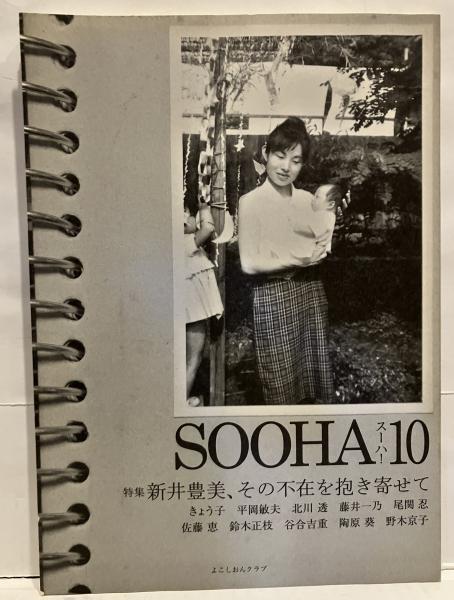 SOOHA スーハー! 10
特集 新井豊美、その不在を抱き寄せて
きょう子 平岡敏夫 北川透 藤井一乃 尾関忍
佐藤恵 鈴木正枝 谷合吉重 陶原葵 野木京子
よこしおんクラブ